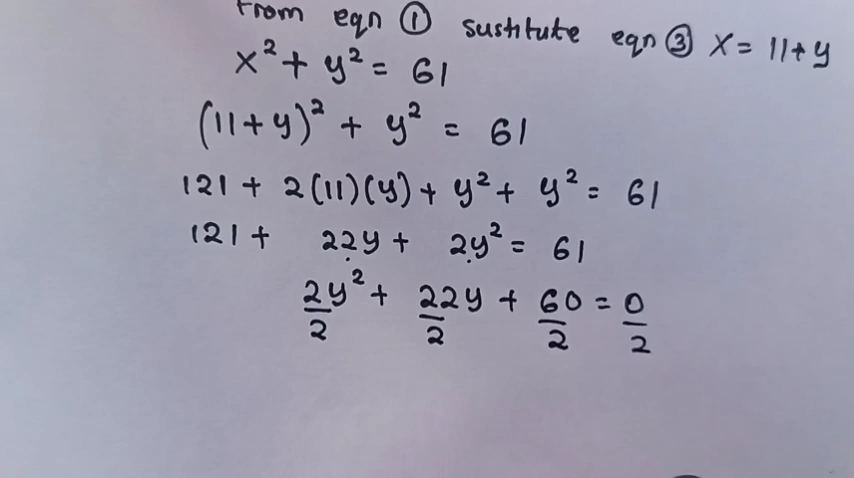 From eqn ① sustitute eqn ③ x = 11+y
x² + y² = 61
(11+y)² + y² = 61
121 + 2(11)(y) + y² + y² = 61
121 + 22y + 2y² = 61
2y²/2 + 22y/2 + 60/2 = 0/2